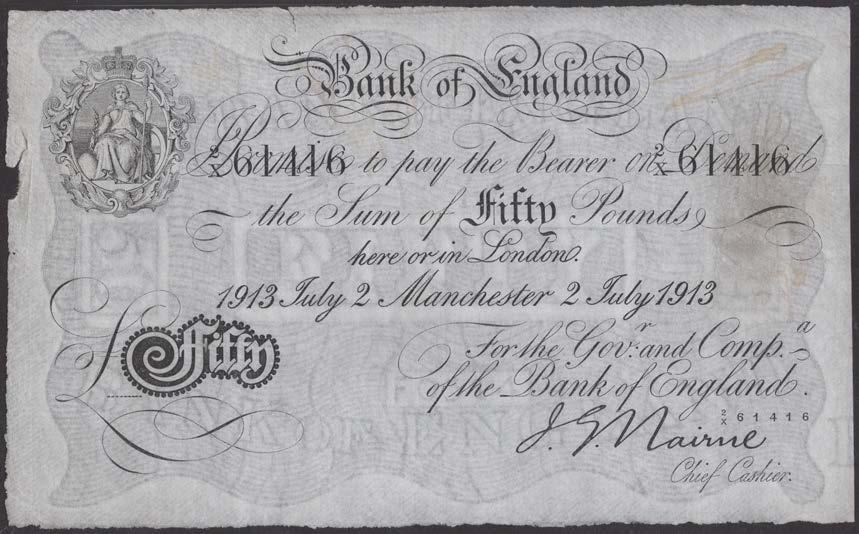 Bank of England
I Promise to pay the Bearer on Demand
2/X 61416 2/X 61416
the Sum of Fifty Pounds
here or in London.
1913 July 2 Manchester 2 July 1913
£ Fifty
For the Gov.r and Comp.a
of the Bank of England.
2/X 61416
J. G. Nairne
Chief Cashier.